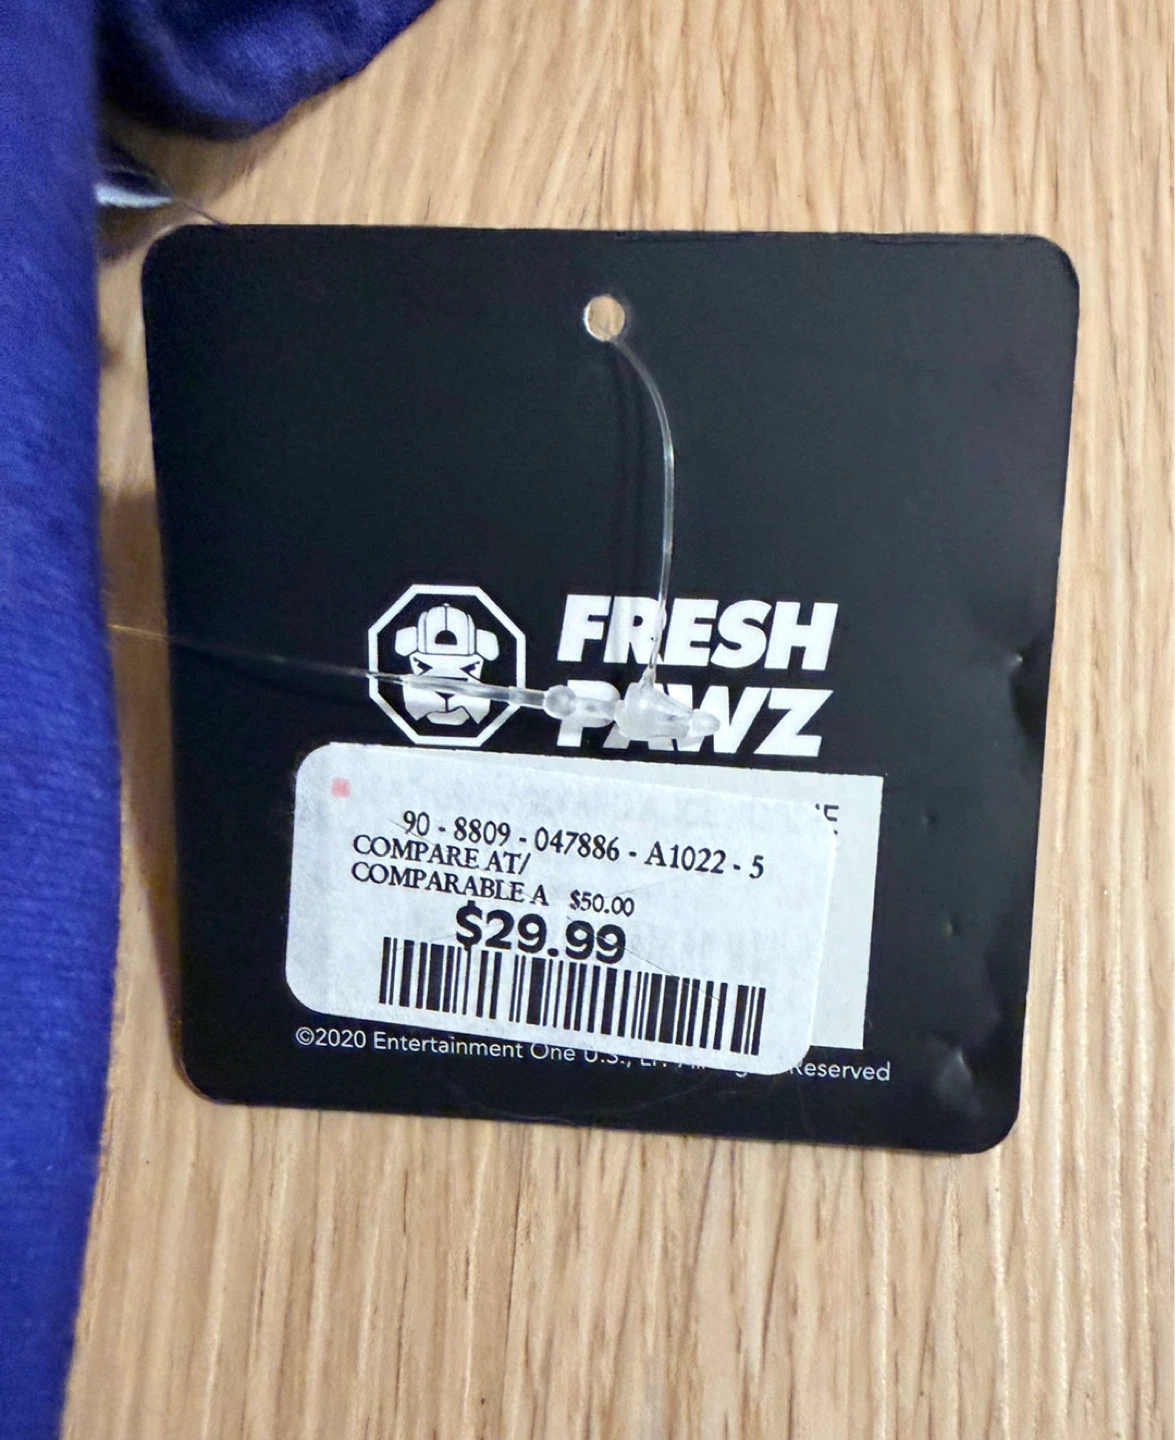 FRESH
PAWZ
90 - 8809 - 047886 - A1022 - 5
COMPARE AT/
COMPARABLE A $50.00
$29.99
©2020 Entertainment One U.S., Reserved